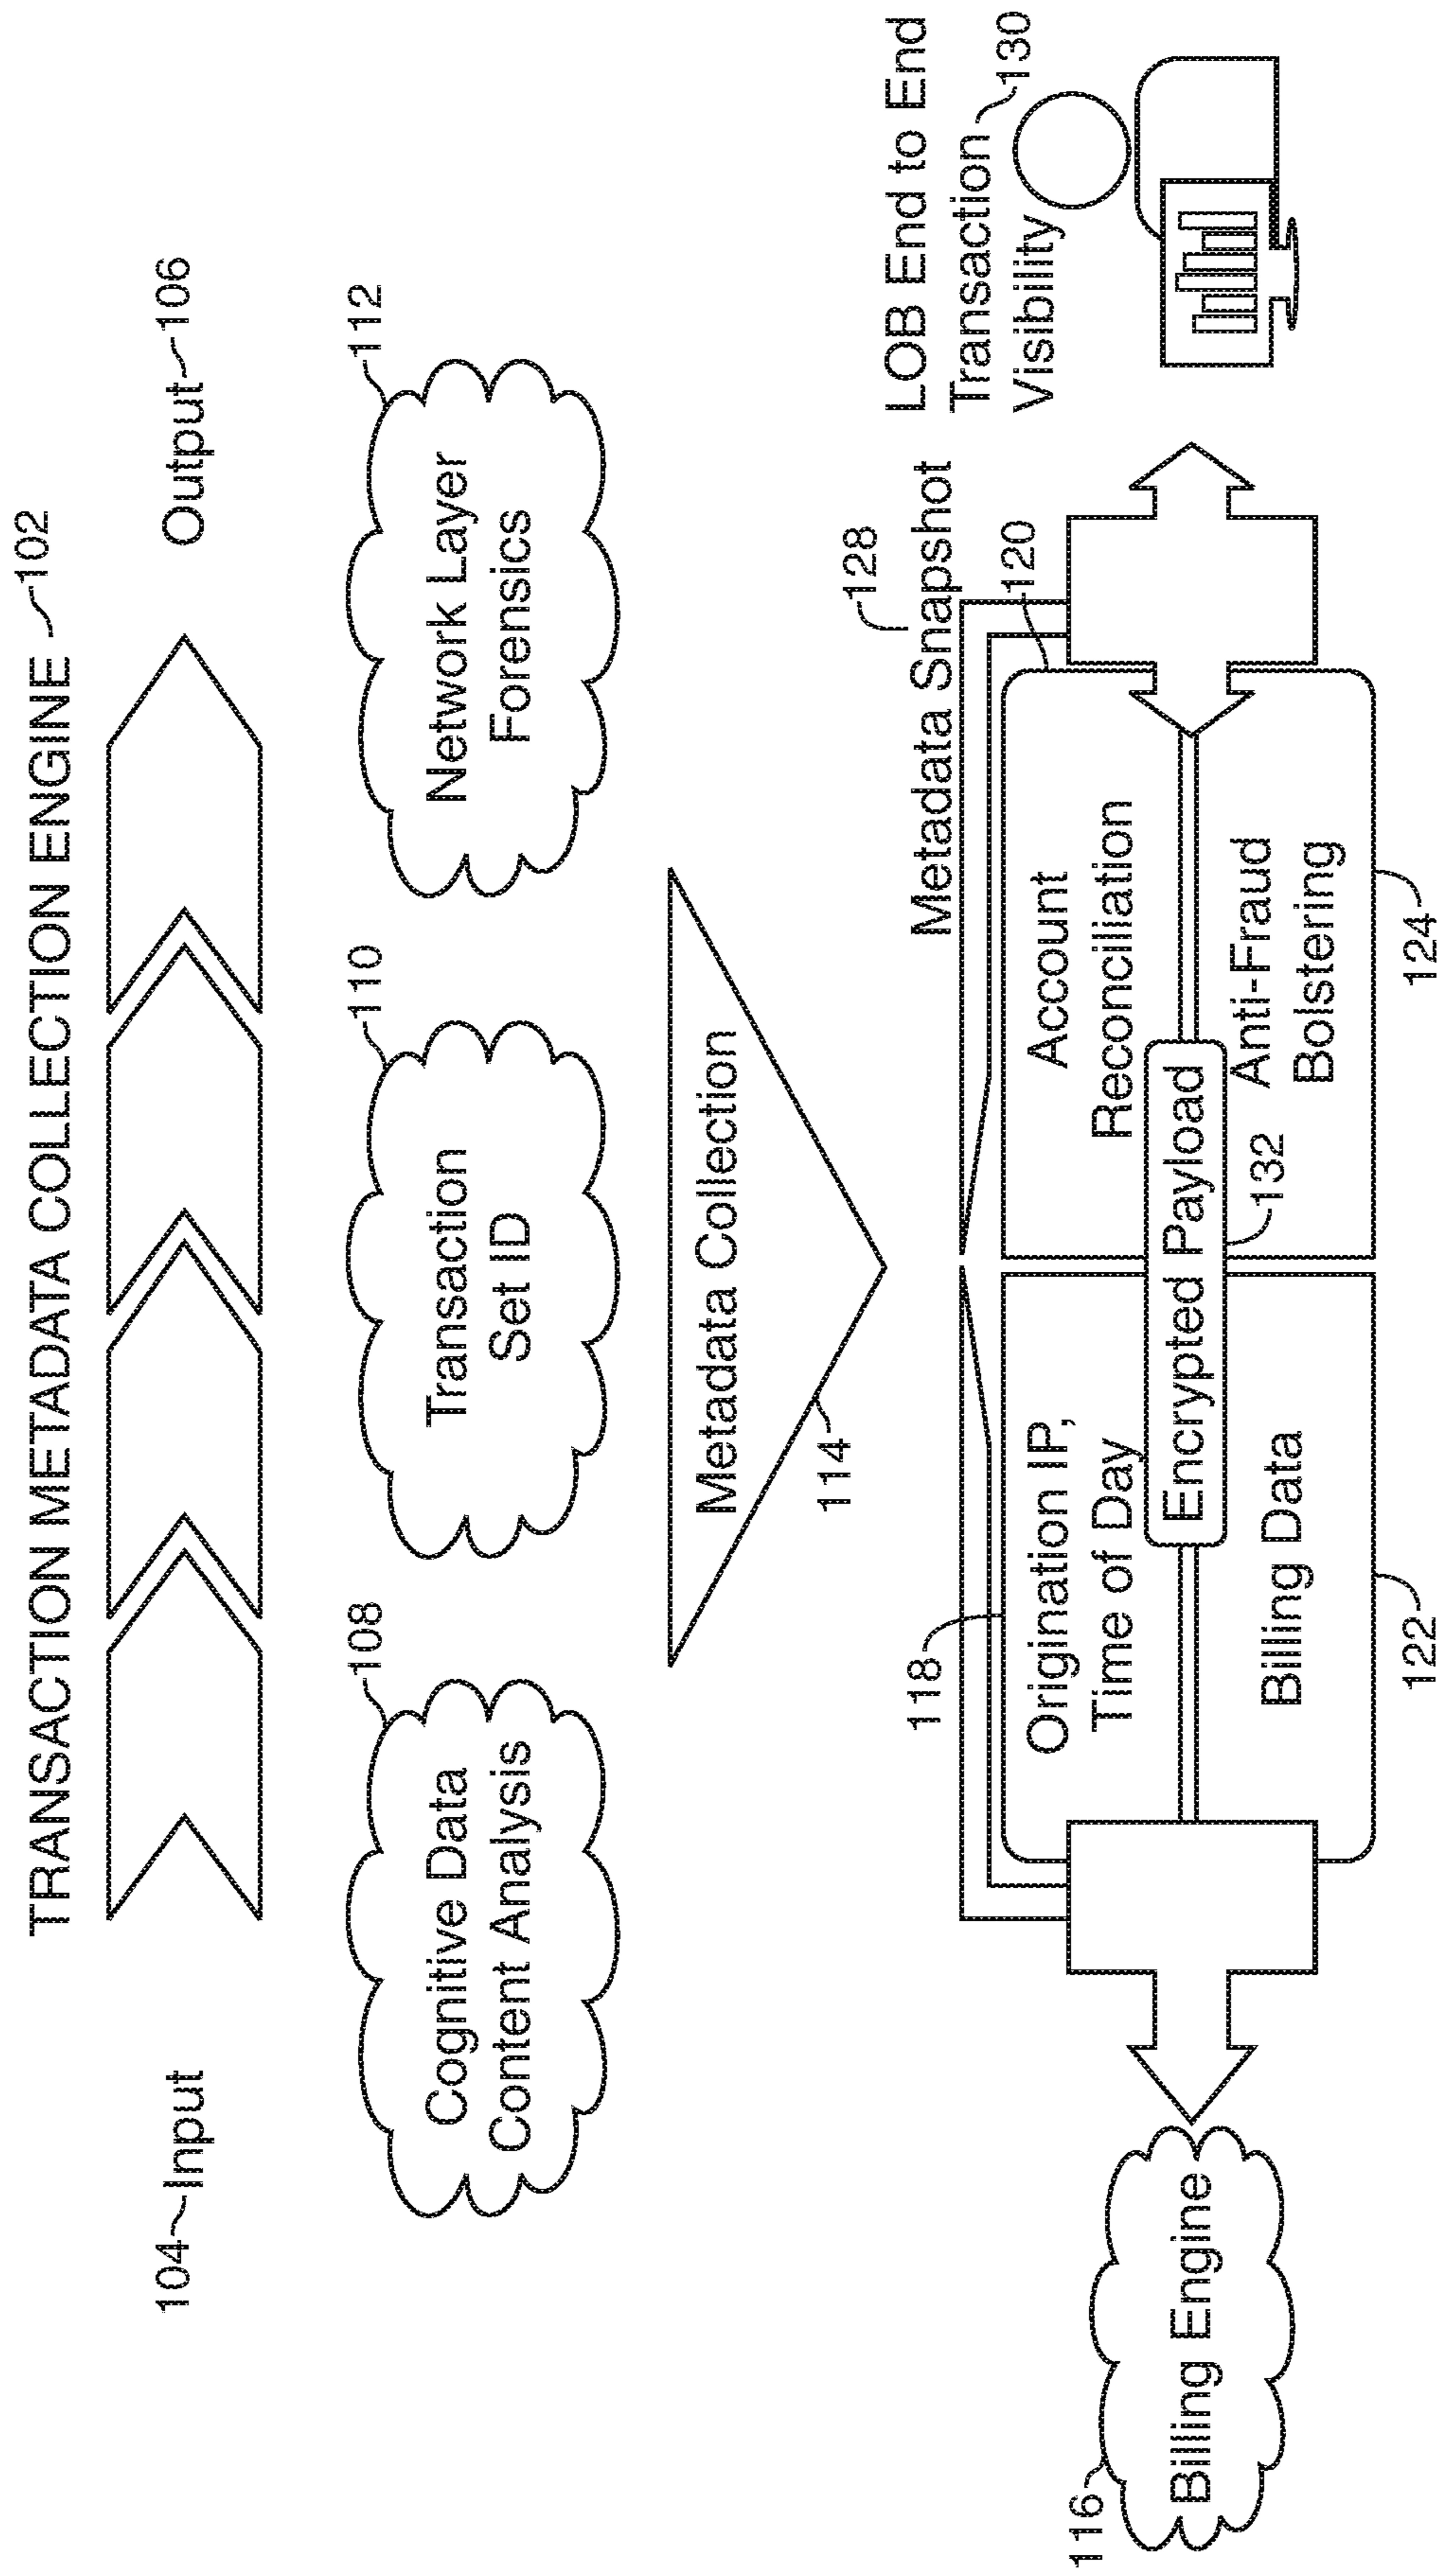 TRANSACTION METADATA COLLECTION ENGINE 102
104 Input
Output 106
108
Cognitive Data
Content Analysis
110
Transaction
Set ID
112
Network Layer
Forensics
Metadata Collection
114
116
Billing Engine
118
Origination IP,
Time of Day
Billing Data
122
128
Metadata Snapshot
120
Account
Reconciliation
Encrypted Payload
132
Anti-Fraud
Bolstering
124
LOB End to End
Transaction 130
Visibility